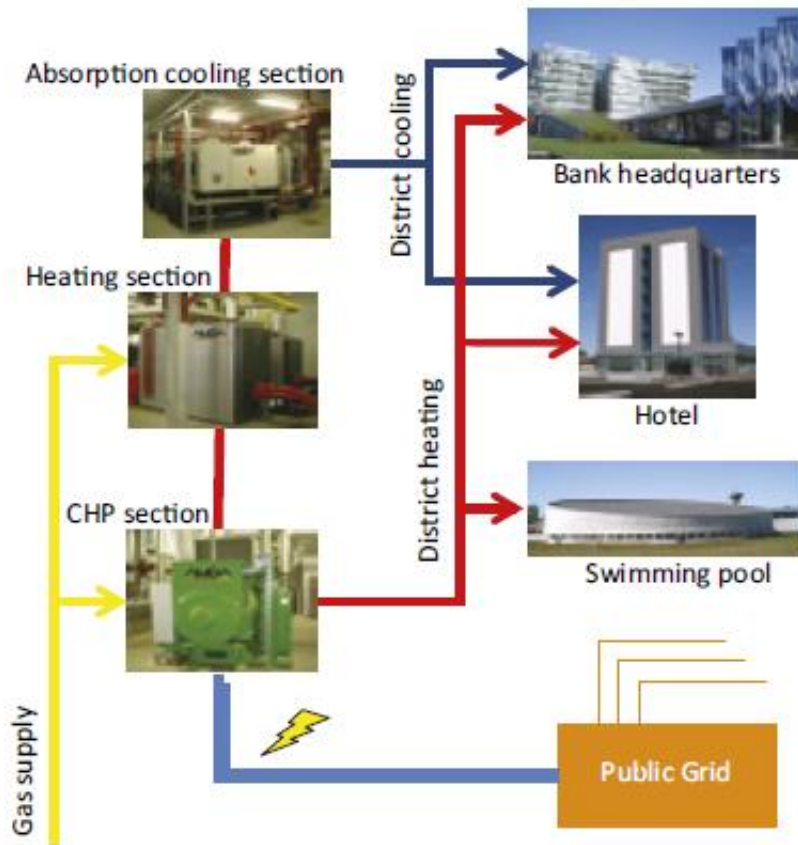 Absorption cooling section
Bank headquarters
District cooling
Heating section
Hotel
District heating
CHP section
Swimming pool
Gas supply
Public Grid